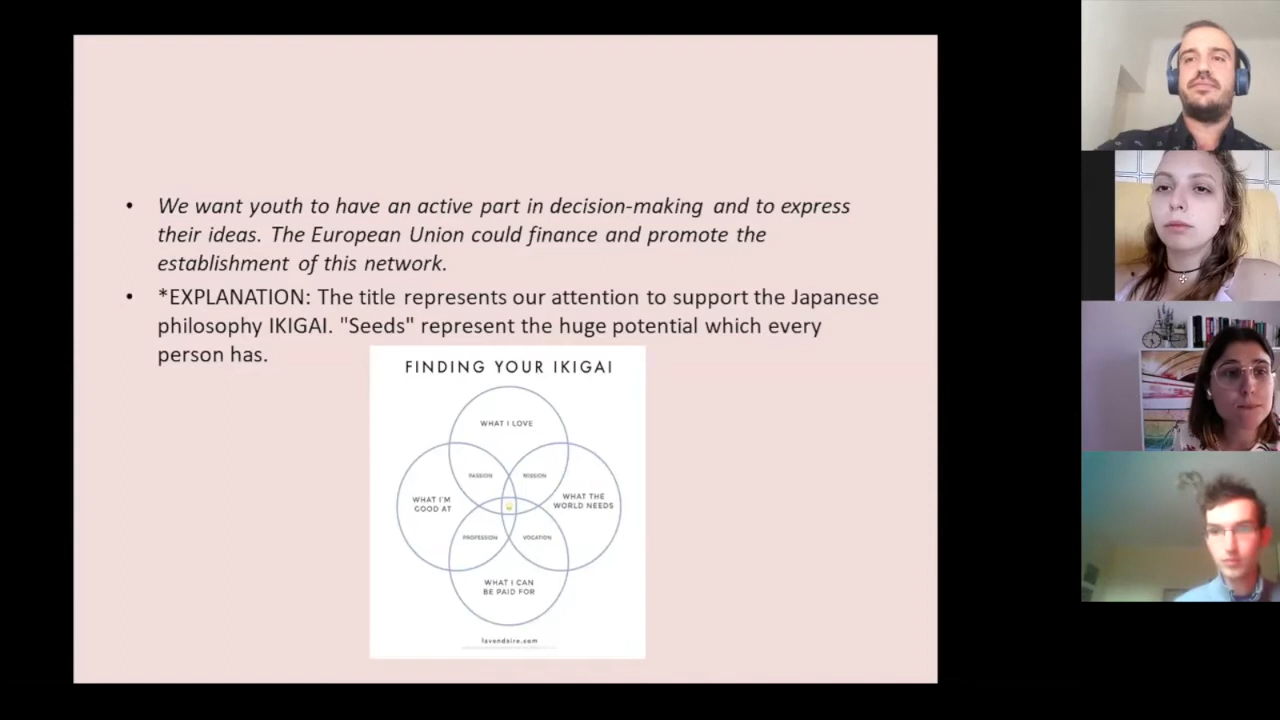 • We want youth to have an active part in decision-making and to express
their ideas. The European Union could finance and promote the
establishment of this network.
• *EXPLANATION: The title represents our attention to support the Japanese
philosophy IKIGAI. "Seeds" represent the huge potential which every
person has.
FINDING YOUR IKIGAI
WHAT I LOVE
PASSION
MISSION
WHAT I'M
GOOD AT
WHAT THE
WORLD NEEDS
PROFESSION
VOCATION
WHAT I CAN
BE PAID FOR
lavendaire.com